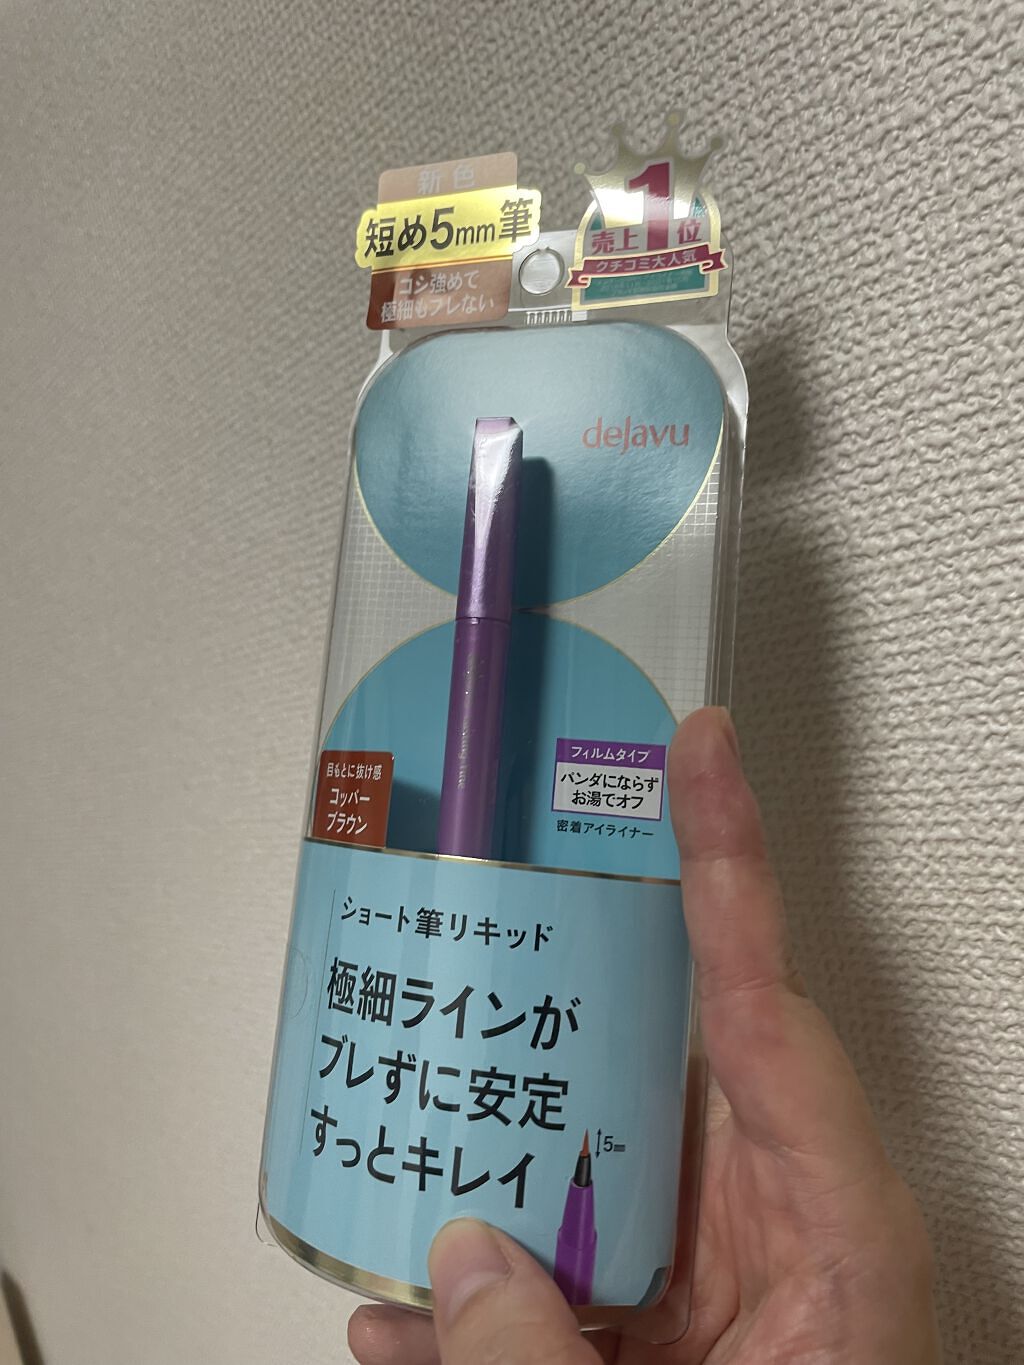 新色
短め5mm筆
コシ強めで
極細もブレない
1
売上 位
クチコミ大人気
dejavu
目もとに抜け感
コッパー
ブラウン
フィルムタイプ
パンダにならず
お湯でオフ
密着アイライナー
ショート筆リキッド
極細ラインが
ブレずに安定
すっとキレイ
5mm